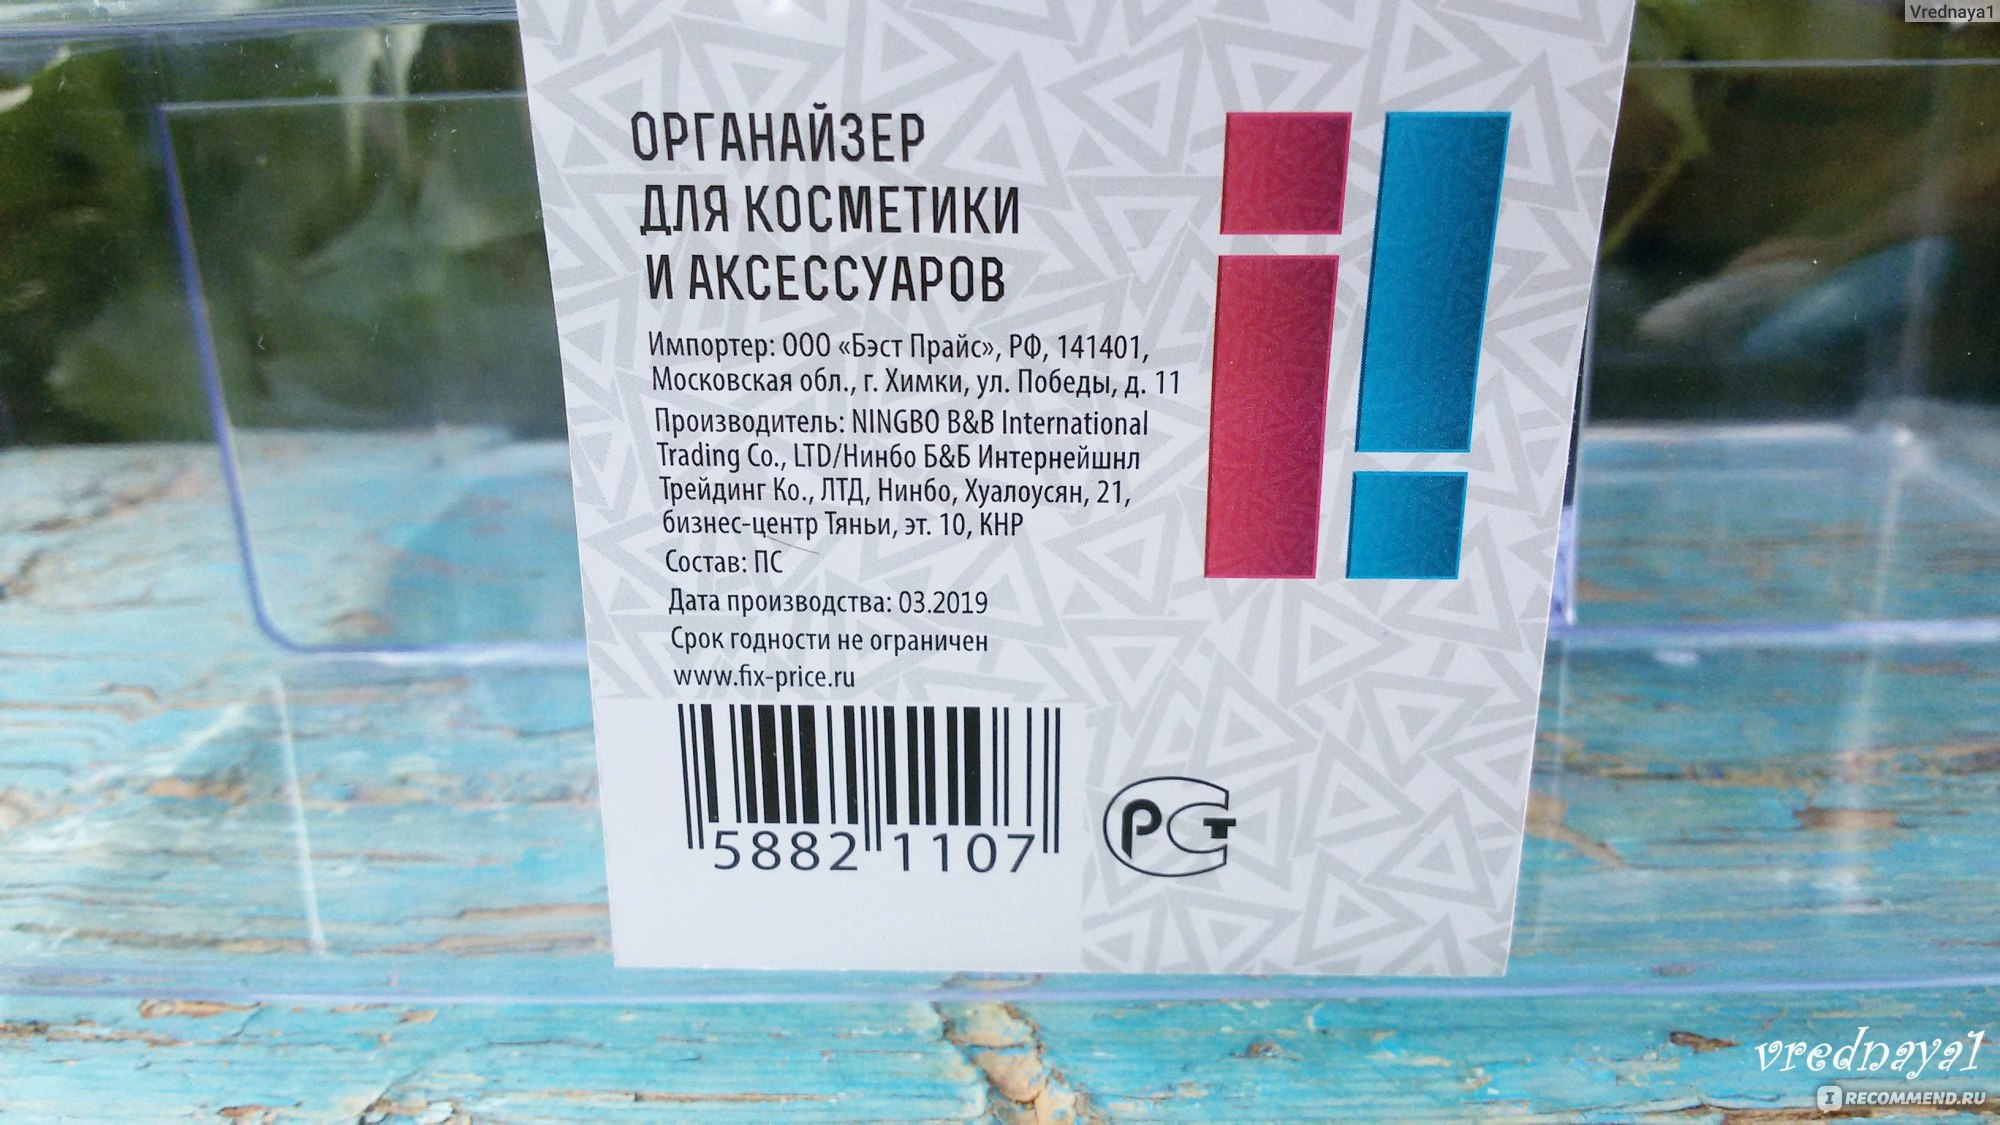 Vrednaya1
ОРГАНАЙЗЕР
ДЛЯ КОСМЕТИКИ
И АКСЕССУАРОВ
Импортер: ООО «Бэст Прайс», РФ, 141401,
Московская обл., г. Химки, ул. Победы, д. 11
Производитель: NINGBO B&B International
Trading Co., LTD/Нинбо Б&Б Интернейшнл
Трейдинг Ко., ЛТД, Нинбо, Хуалоусян, 21,
бизнес-центр Тяньи, эт. 10, КНР
Состав: ПС
Дата производства: 03.2019
Срок годности не ограничен
www.fix-price.ru
5882 1107
РСТ
vrednaya1
IRECOMMEND.RU